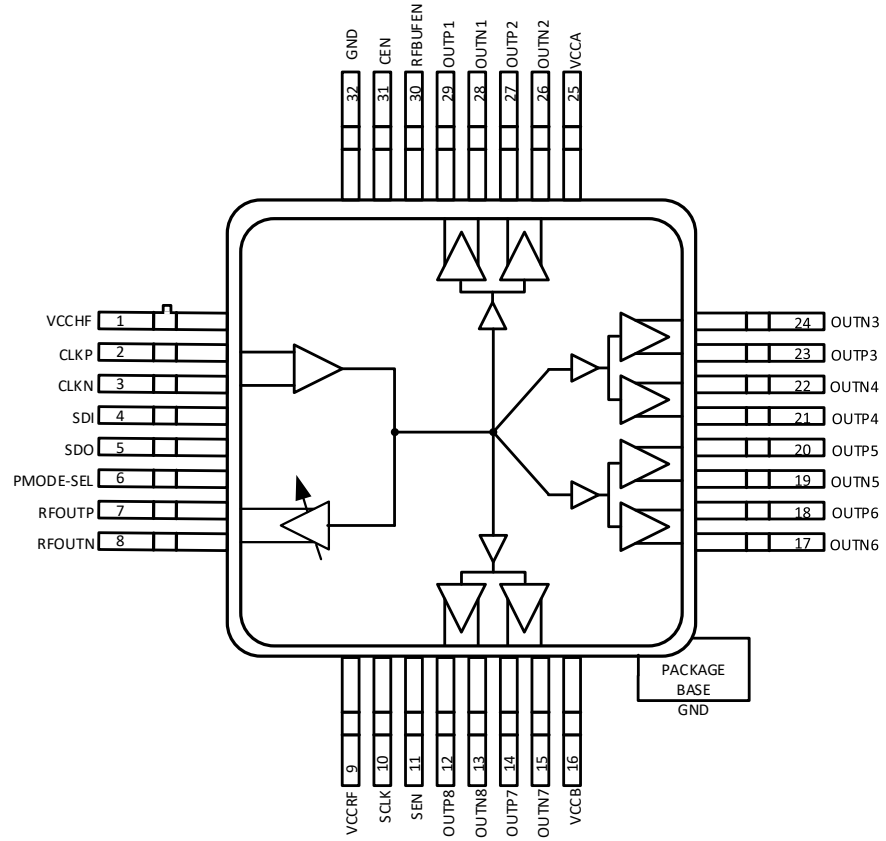 GND
CEN
RFBUFEN
OUTP1
OUTN1
OUTP2
OUTN2
VCCA
32
31
30
29
28
27
26
25
VCCHF 1
CLKP 2
CLKN 3
SDI 4
SDO 5
PMODE-SEL 6
RFOUTP 7
RFOUTN 8
24 OUTN3
23 OUTP3
22 OUTN4
21 OUTP4
20 OUTP5
19 OUTN5
18 OUTP6
17 OUTN6
PACKAGE
BASE
GND
9
10
11
12
13
14
15
16
VCCRF
SCLK
SEN
OUTP8
OUTN8
OUTP7
OUTN7
VCCB